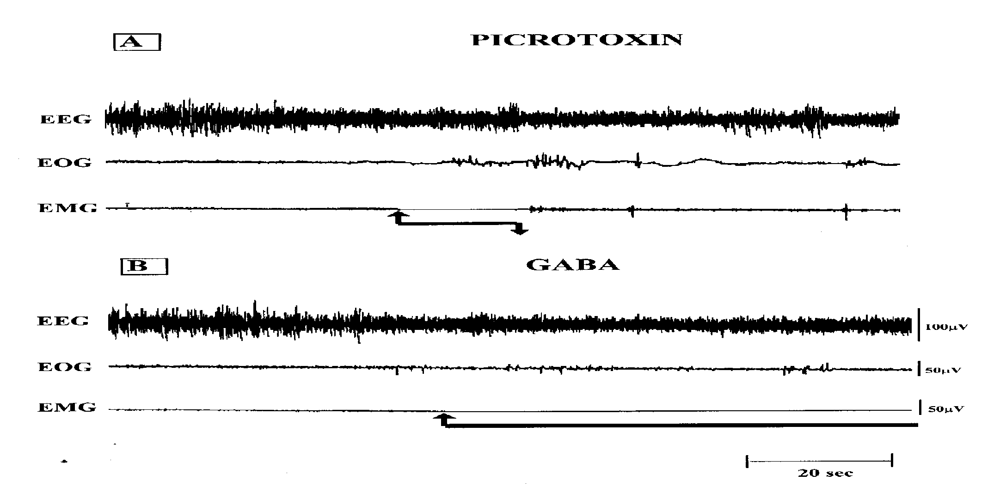 A
PICROTOXIN
EEG
EOG
EMG
B
GABA
EEG
100µV
EOG
50µV
EMG
50µV
20 sec